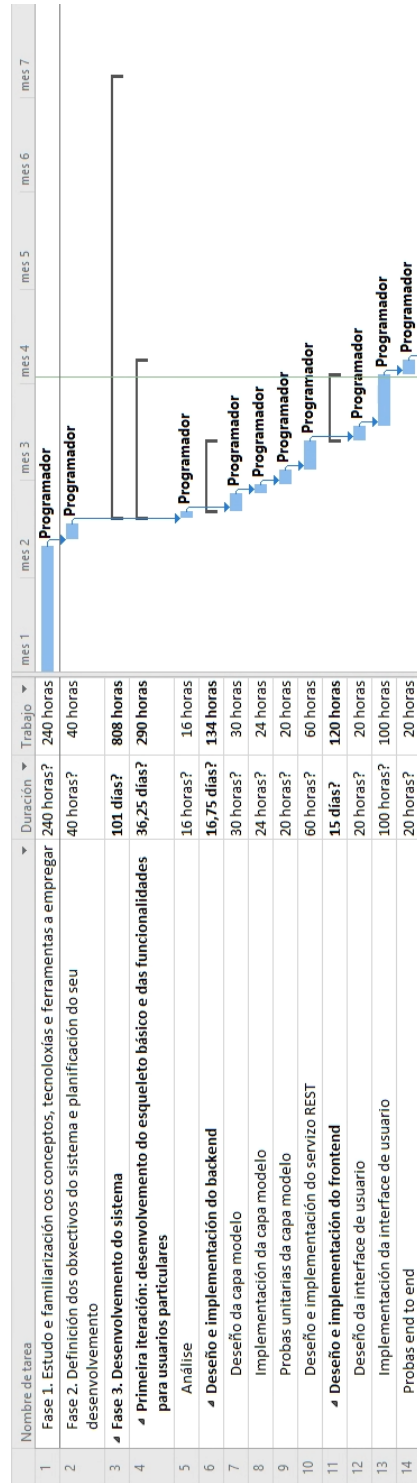 Nombre de tarea Duración Trabajo mes 1 mes 2 mes 3 mes 4 mes 5 mes 6 mes 7
1 Fase 1. Estudo e familiarización cos conceptos, tecnoloxías e ferramentas a empregar 240 horas? 240 horas Programador
2 Fase 2. Definición dos obxectivos do sistema e planificación do seu 40 horas? 40 horas Programador
desenvolvemento
3 Fase 3. Desenvolvemento do sistema 101 días? 808 horas
4 Primeira iteración: desenvolvemento do esqueleto básico e das funcionalidades 36,25 días? 290 horas
para usuarios particulares
5 Análise 16 horas? 16 horas Programador
6 Deseño e implementación do backend 16,75 días? 134 horas
7 Deseño da capa modelo 30 horas? 30 horas Programador
8 Implementación da capa modelo 24 horas? 24 horas Programador
9 Probas unitarias da capa modelo 20 horas? 20 horas Programador
10 Deseño e implementación do servizo REST 60 horas? 60 horas Programador
11 Deseño e implementación do frontend 15 días? 120 horas
12 Deseño da interface de usuario 20 horas? 20 horas Programador
13 Implementación da interface de usuario 100 horas? 100 horas Programador
14 Probas end to end 20 horas? 20 horas Programador